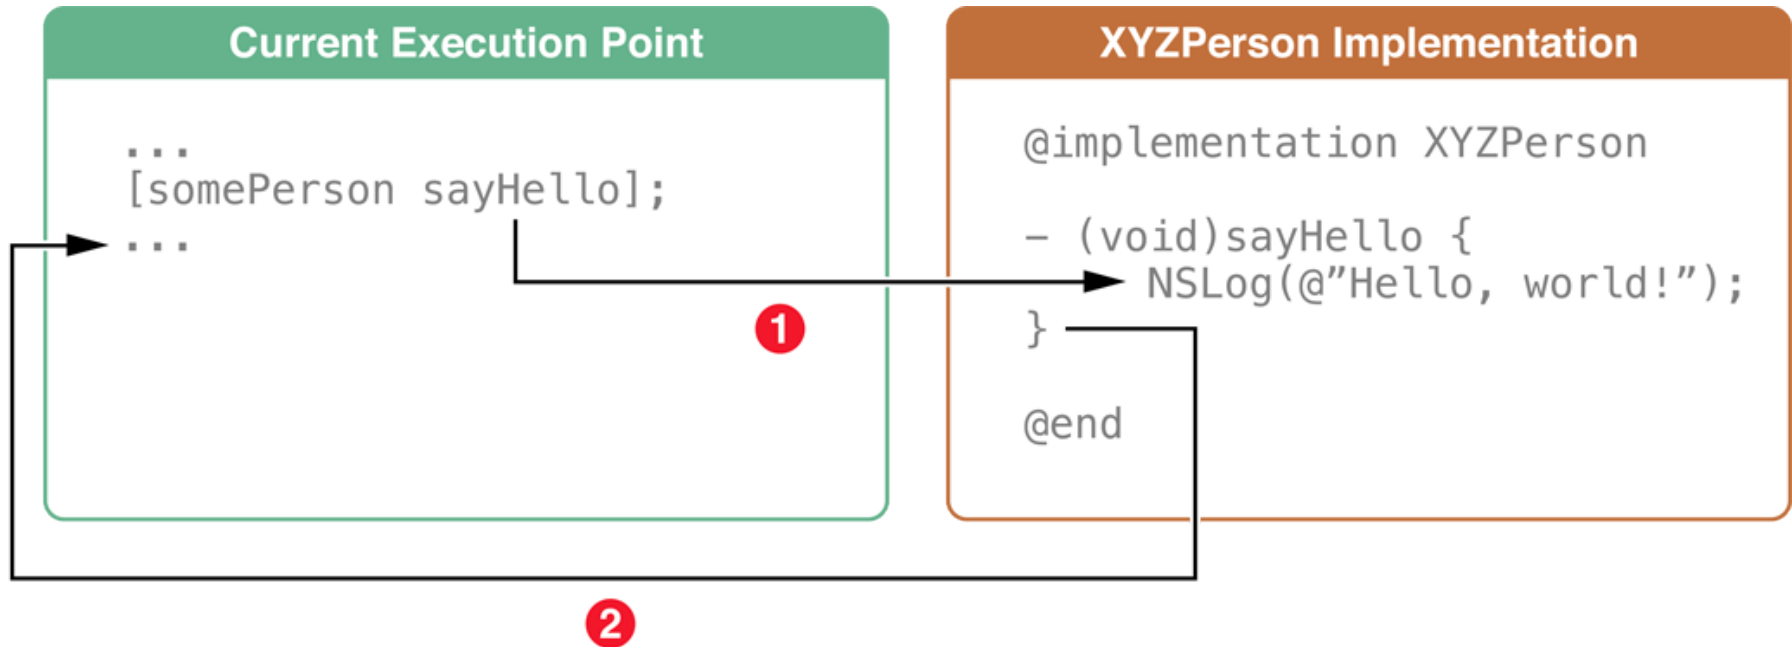 Current Execution Point
...
[somePerson sayHello];
...
XYZPerson Implementation
@implementation XYZPerson
– (void)sayHello {
NSLog(@”Hello, world!”);
}
@end
1
2